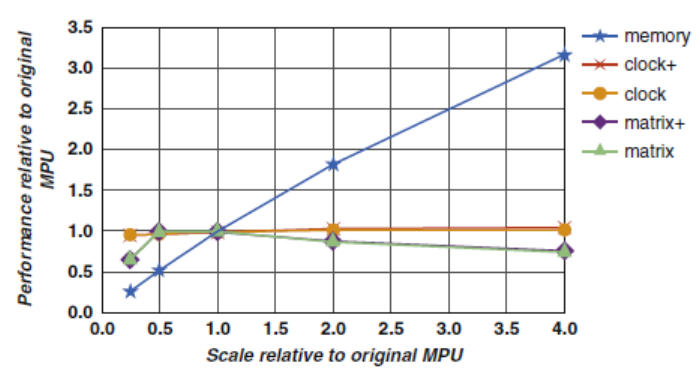 Performance relative to original
MPU
3.5
3.0
2.5
2.0
1.5
1.0
0.5
0.0
0.0 0.5 1.0 1.5 2.0 2.5 3.0 3.5 4.0
Scale relative to original MPU
memory
clock+
clock
matrix+
matrix